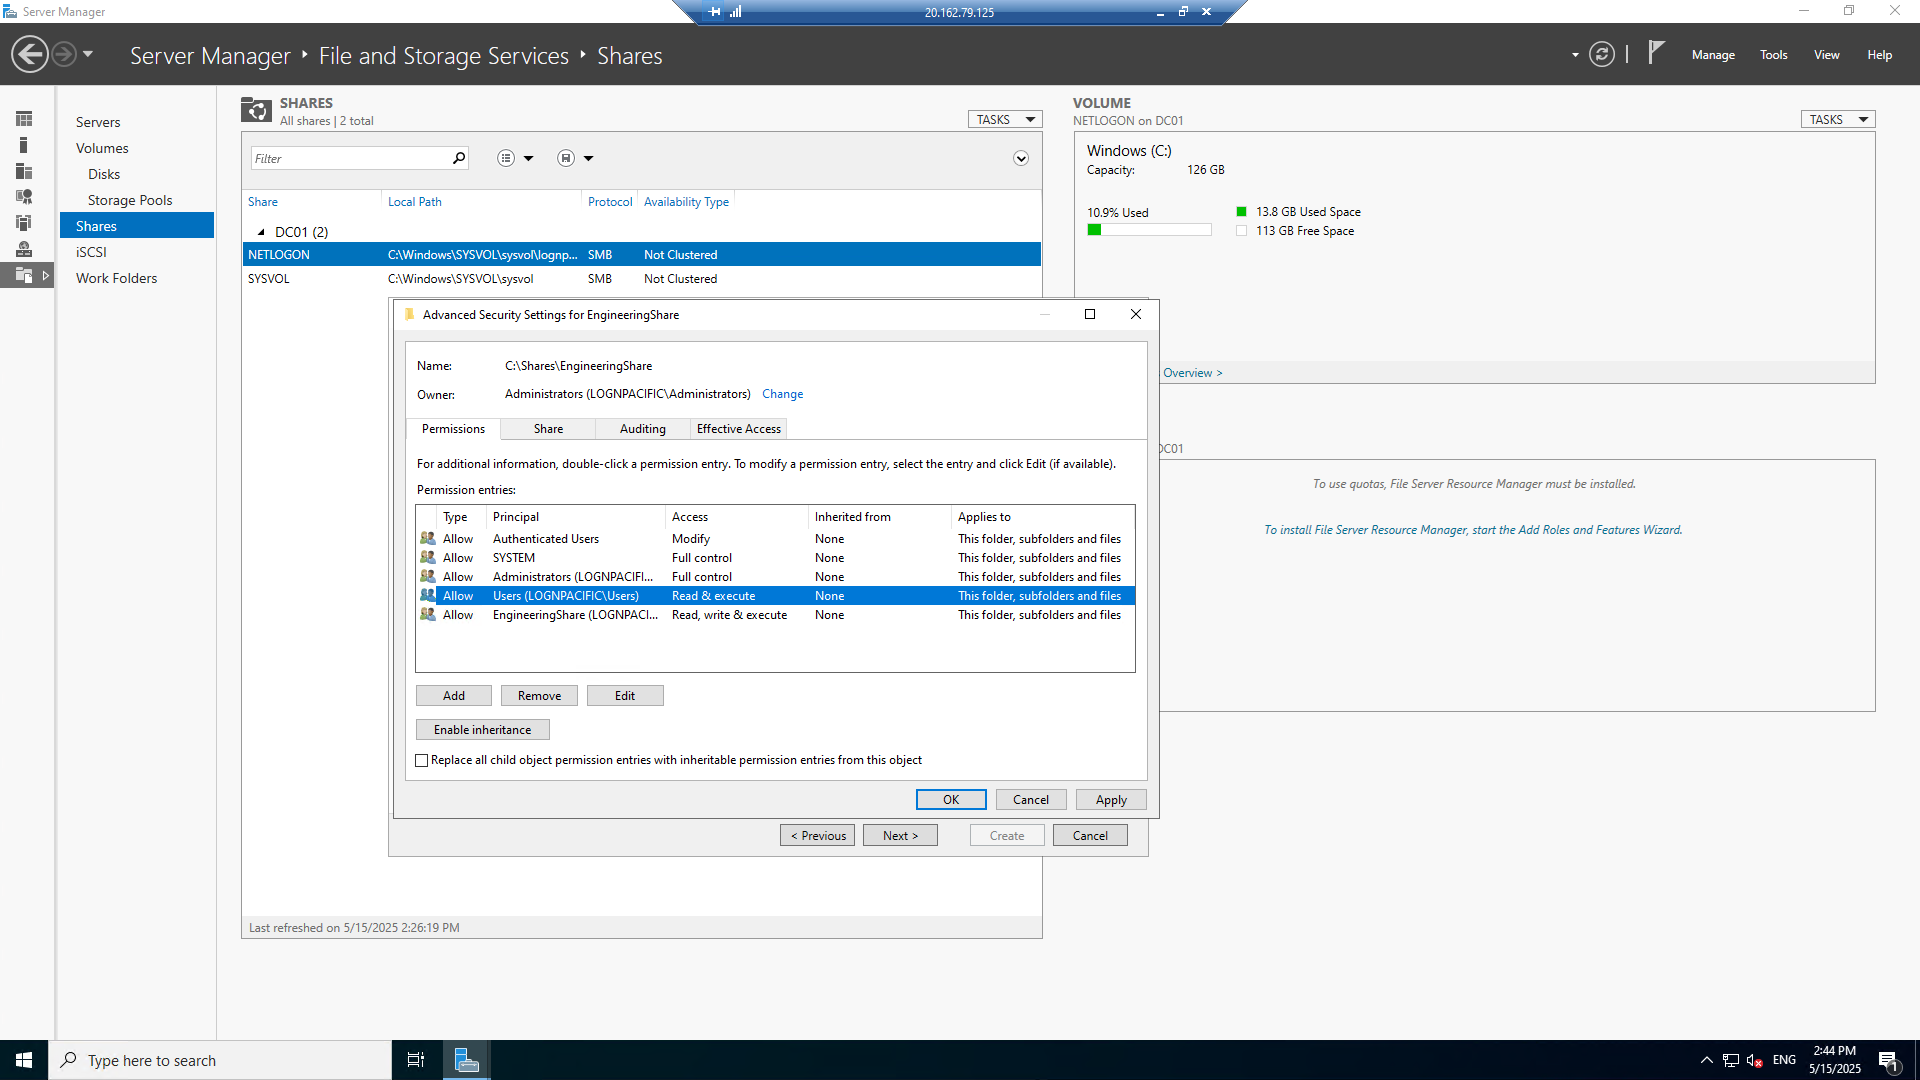 Server Manager
20.162.79.125
Server Manager File and Storage Services Shares
Manage Tools View Help
Servers
Volumes
Disks
Storage Pools
Shares
iSCSI
Work Folders
SHARES
All shares | 2 total
TASKS
Filter
Share Local Path Protocol Availability Type
DC01 (2)
NETLOGON C:\Windows\SYSVOL\sysvol\lognp... SMB Not Clustered
SYSVOL C:\Windows\SYSVOL\sysvol SMB Not Clustered
Last refreshed on 5/15/2025 2:26:19 PM
VOLUME
NETLOGON on DC01
TASKS
Windows (C:)
Capacity: 126 GB
10.9% Used
13.8 GB Used Space
113 GB Free Space
Overview >
DC01
To use quotas, File Server Resource Manager must be installed.
To install File Server Resource Manager, start the Add Roles and Features Wizard.
Advanced Security Settings for EngineeringShare
Name: C:\Shares\EngineeringShare
Owner: Administrators (LOGNPACIFIC\Administrators) Change
Permissions Share Auditing Effective Access
For additional information, double-click a permission entry. To modify a permission entry, select the entry and click Edit (if available).
Permission entries:
Type Principal Access Inherited from Applies to
Allow Authenticated Users Modify None This folder, subfolders and files
Allow SYSTEM Full control None This folder, subfolders and files
Allow Administrators (LOGNPACIFI... Full control None This folder, subfolders and files
Allow Users (LOGNPACIFIC\Users) Read & execute None This folder, subfolders and files
Allow EngineeringShare (LOGNPACI... Read, write & execute None This folder, subfolders and files
Add Remove Edit
Enable inheritance
Replace all child object permission entries with inheritable permission entries from this object
OK Cancel Apply
< Previous Next > Create Cancel
Type here to search
ENG
2:44 PM
5/15/2025
1